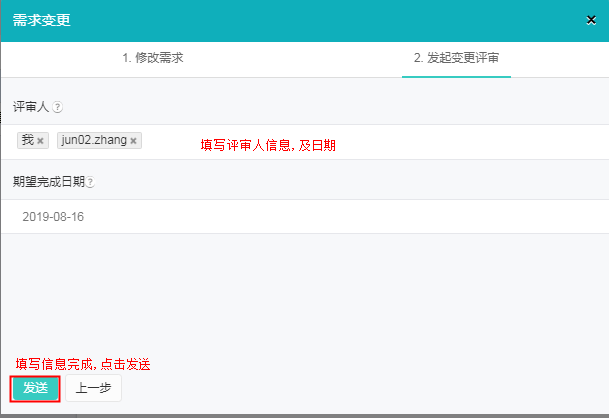 需求变更 ×
1. 修改需求 2. 发起变更评审
评审人 ?
我 × jun02.zhang × 填写评审人信息, 及日期
期望完成日期 ?
2019-08-16
填写信息完成, 点击发送
发送 上一步